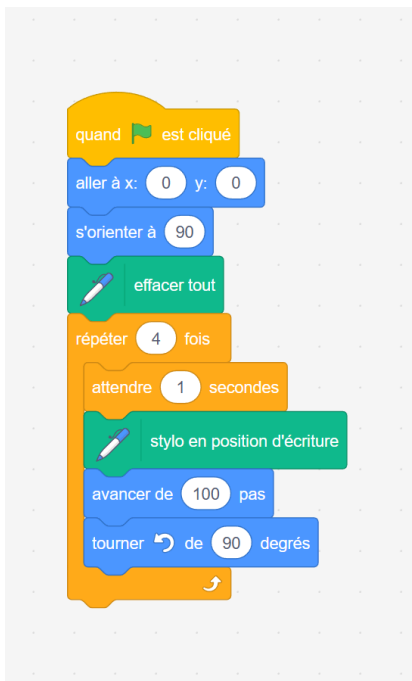 quand est cliqué
aller à x: 0 y: 0
s'orienter à 90
effacer tout
répéter 4 fois
attendre 1 secondes
stylo en position d'écriture
avancer de 100 pas
tourner de 90 degrés